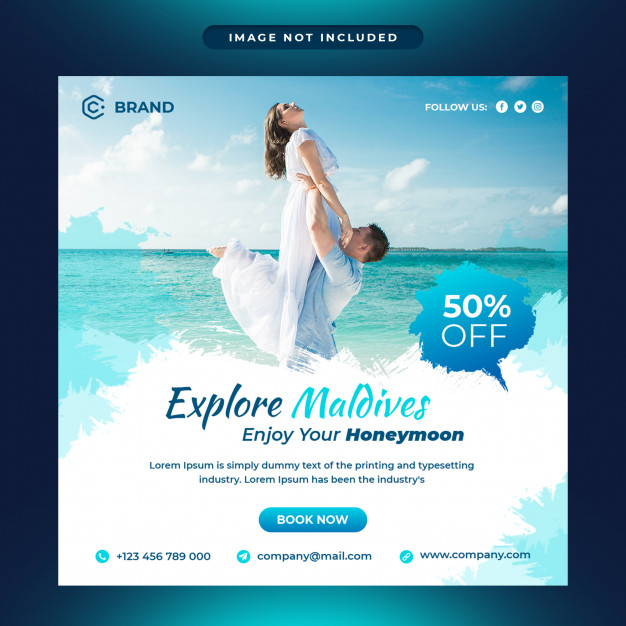 IMAGE NOT INCLUDED
BRAND
FOLLOW US:
50%
OFF
Explore Maldives
Enjoy Your Honeymoon
Lorem Ipsum is simply dummy text of the printing and typesetting
industry. Lorem Ipsum has been the industry's
BOOK NOW
+123 456 789 000
company@mail.com
www.company.com